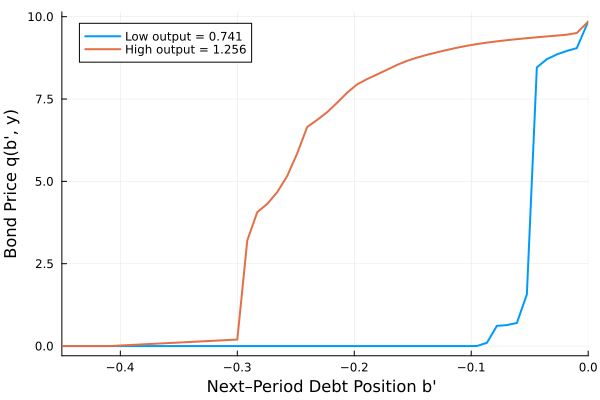 10.0
Low output = 0.741
High output = 1.256
7.5
5.0
2.5
0.0
Bond Price q(b', y)
−0.4 −0.3 −0.2 −0.1 0.0
Next–Period Debt Position b'